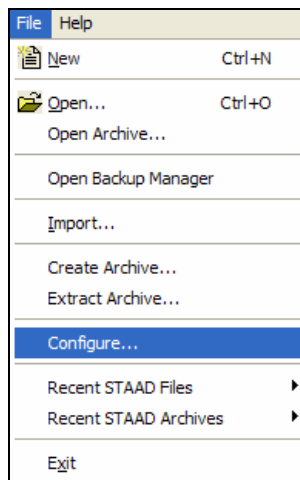 File Help
New Ctrl+N
Open... Ctrl+O
Open Archive...
Open Backup Manager
Import...
Create Archive...
Extract Archive...
Configure...
Recent STAAD Files
Recent STAAD Archives
Exit